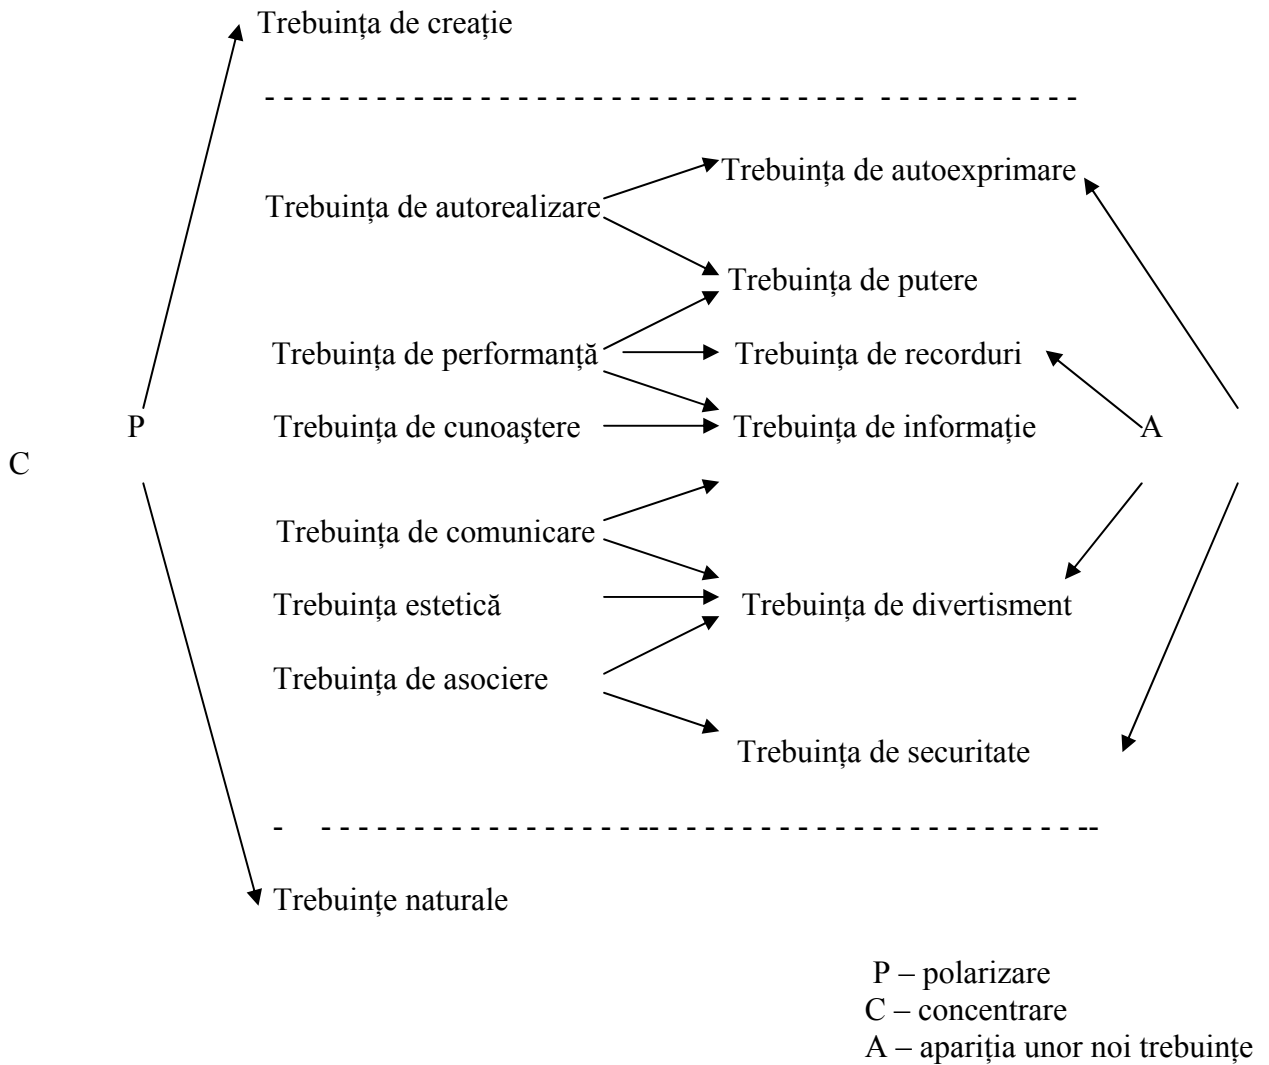 Trebuința de creație
Trebuința de autoexprimare
Trebuința de autorealizare
Trebuința de putere
Trebuința de performanță
Trebuința de recorduri
P
Trebuința de cunoaştere
Trebuința de informație
A
C
Trebuința de comunicare
Trebuința estetică
Trebuința de divertisment
Trebuința de asociere
Trebuința de securitate
Trebuințe naturale
P – polarizare
C – concentrare
A – apariția unor noi trebuințe